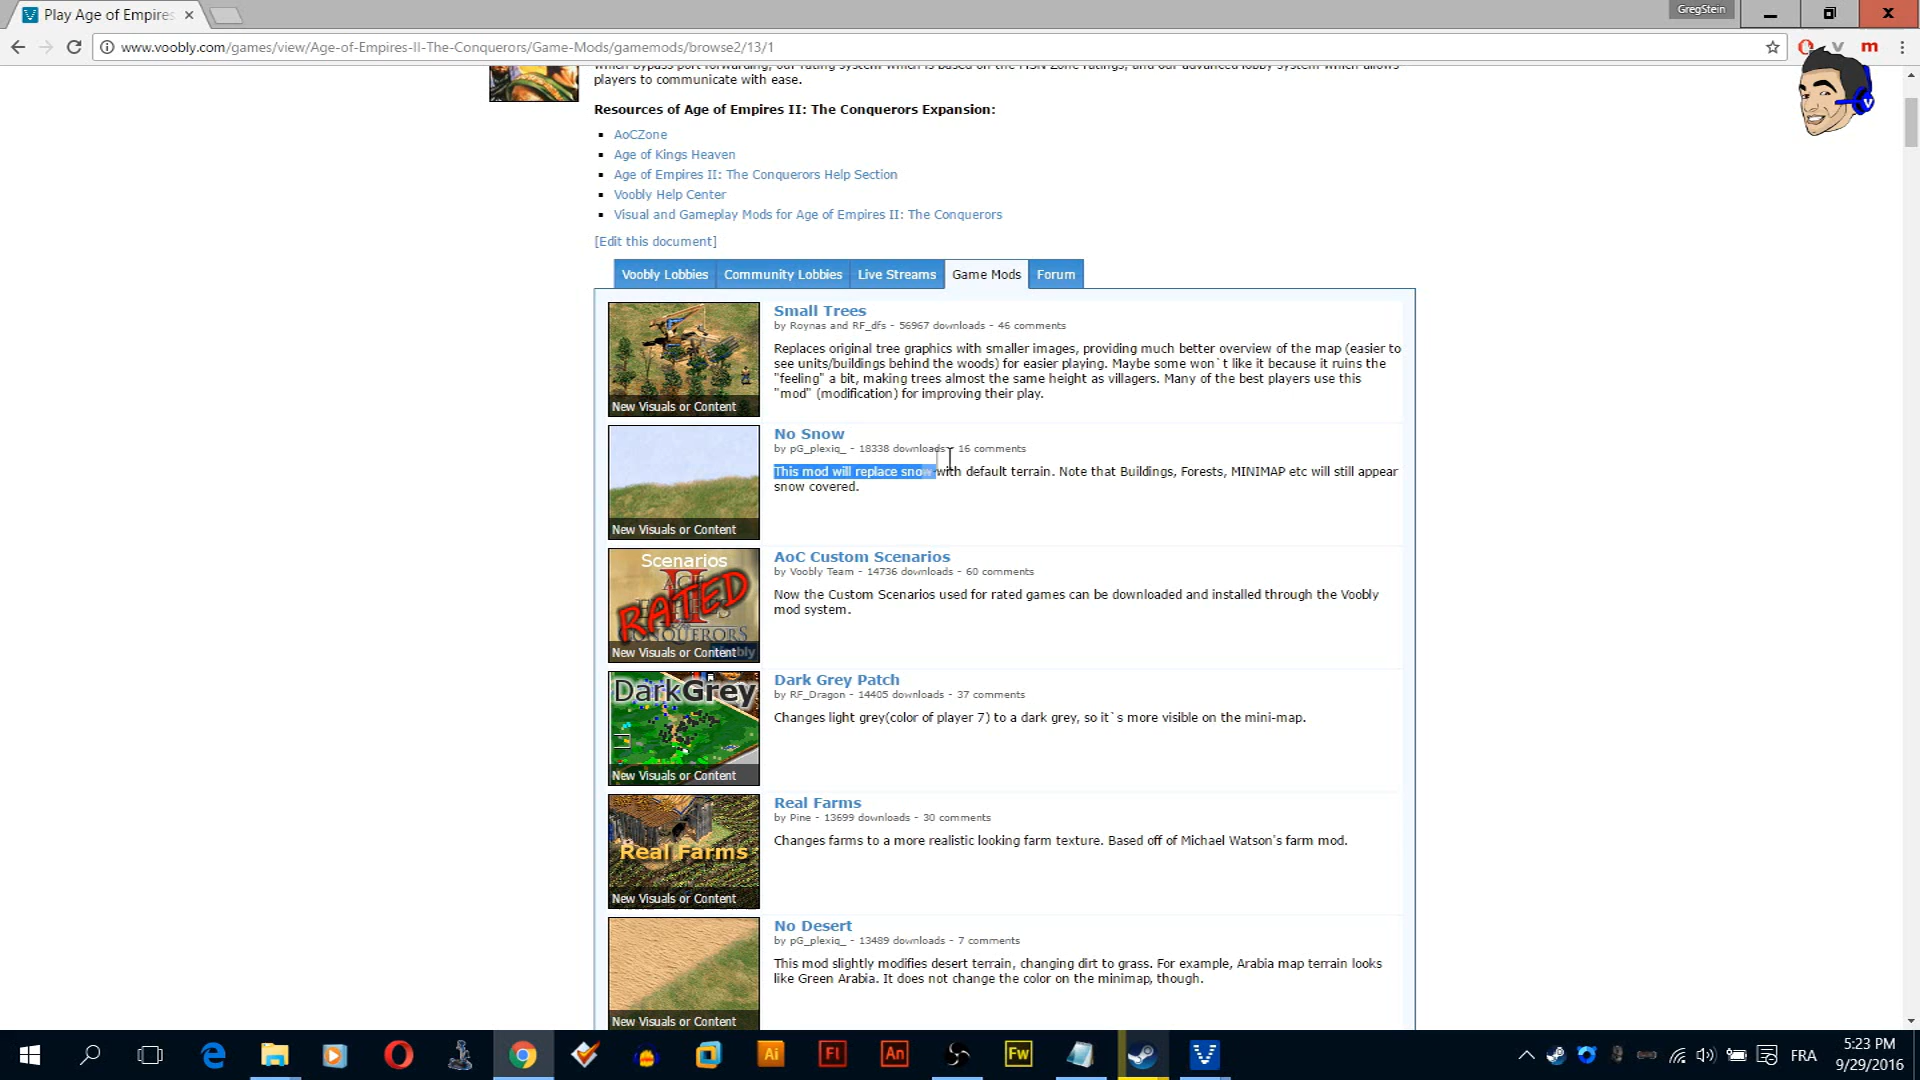 Play Age of Empires
GregStein
www.voobly.com/games/view/Age-of-Empires-II-The-Conquerors/Game-Mods/gamemods/browse2/13/1
players to communicate with ease.
Resources of Age of Empires II: The Conquerors Expansion:
AoCZone
Age of Kings Heaven
Age of Empires II: The Conquerors Help Section
Voobly Help Center
Visual and Gameplay Mods for Age of Empires II: The Conquerors
[Edit this document]
Voobly Lobbies Community Lobbies Live Streams Game Mods Forum
Small Trees
by Roynas and RF_dfs - 56967 downloads - 46 comments
Replaces original tree graphics with smaller images, providing much better overview of the map (easier to
see units/buildings behind the woods) for easier playing. Maybe some won`t like it because it ruins the
"feeling" a bit, making trees almost the same height as villagers. Many of the best players use this
"mod" (modification) for improving their play.
New Visuals or Content
No Snow
by pG_plexiq_ - 18338 downloads - 16 comments
This mod will replace snow with default terrain. Note that Buildings, Forests, MINIMAP etc will still appear
snow covered.
New Visuals or Content
Scenarios
RATED
AoC Custom Scenarios
by Voobly Team - 14736 downloads - 60 comments
Now the Custom Scenarios used for rated games can be downloaded and installed through the Voobly
mod system.
New Visuals or Content
DarkGrey
Dark Grey Patch
by RF_Dragon - 14405 downloads - 37 comments
Changes light grey(color of player 7) to a dark grey, so it`s more visible on the mini-map.
New Visuals or Content
Real Farms
Real Farms
by Pine - 13699 downloads - 30 comments
Changes farms to a more realistic looking farm texture. Based off of Michael Watson's farm mod.
New Visuals or Content
No Desert
by pG_plexiq_ - 13489 downloads - 7 comments
This mod slightly modifies desert terrain, changing dirt to grass. For example, Arabia map terrain looks
like Green Arabia. It does not change the color on the minimap, though.
New Visuals or Content
Ai Fl An Fw V
FRA
5:23 PM
9/29/2016